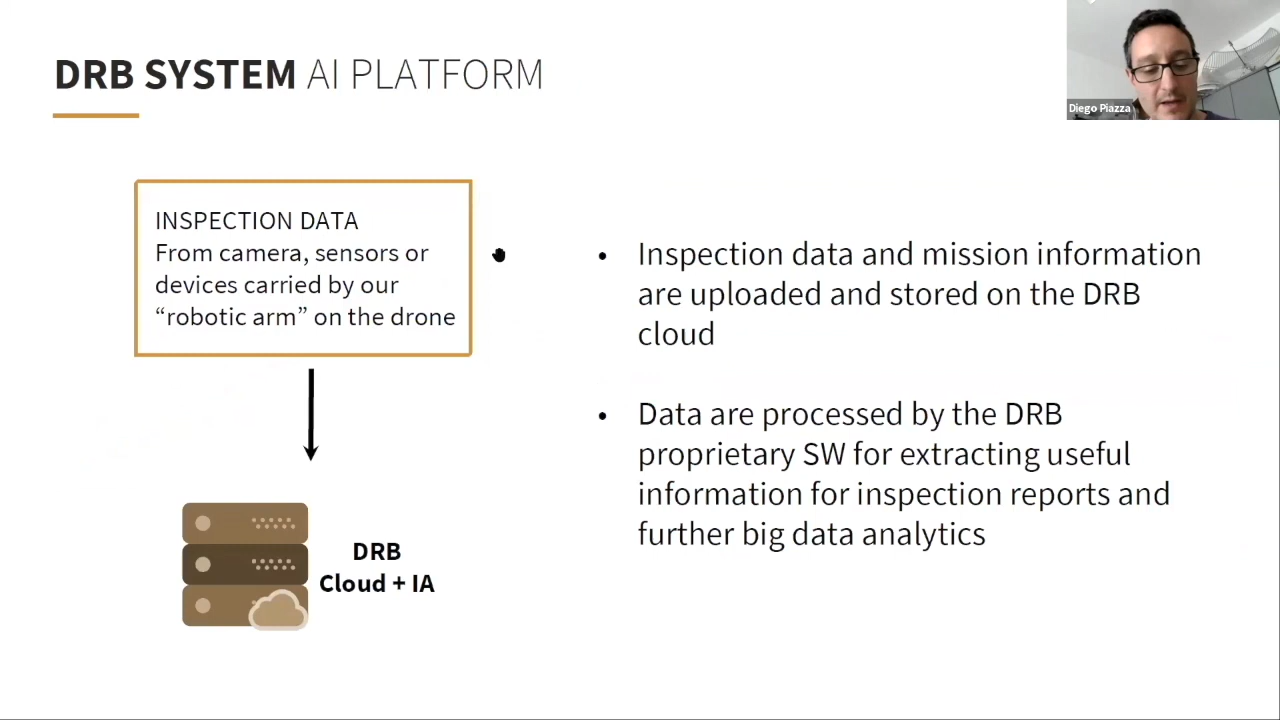 DRB SYSTEM AI PLATFORM
Diego Piazza
INSPECTION DATA
From camera, sensors or
devices carried by our
“robotic arm” on the drone
• Inspection data and mission information
are uploaded and stored on the DRB
cloud
• Data are processed by the DRB
proprietary SW for extracting useful
information for inspection reports and
further big data analytics
DRB
Cloud + IA